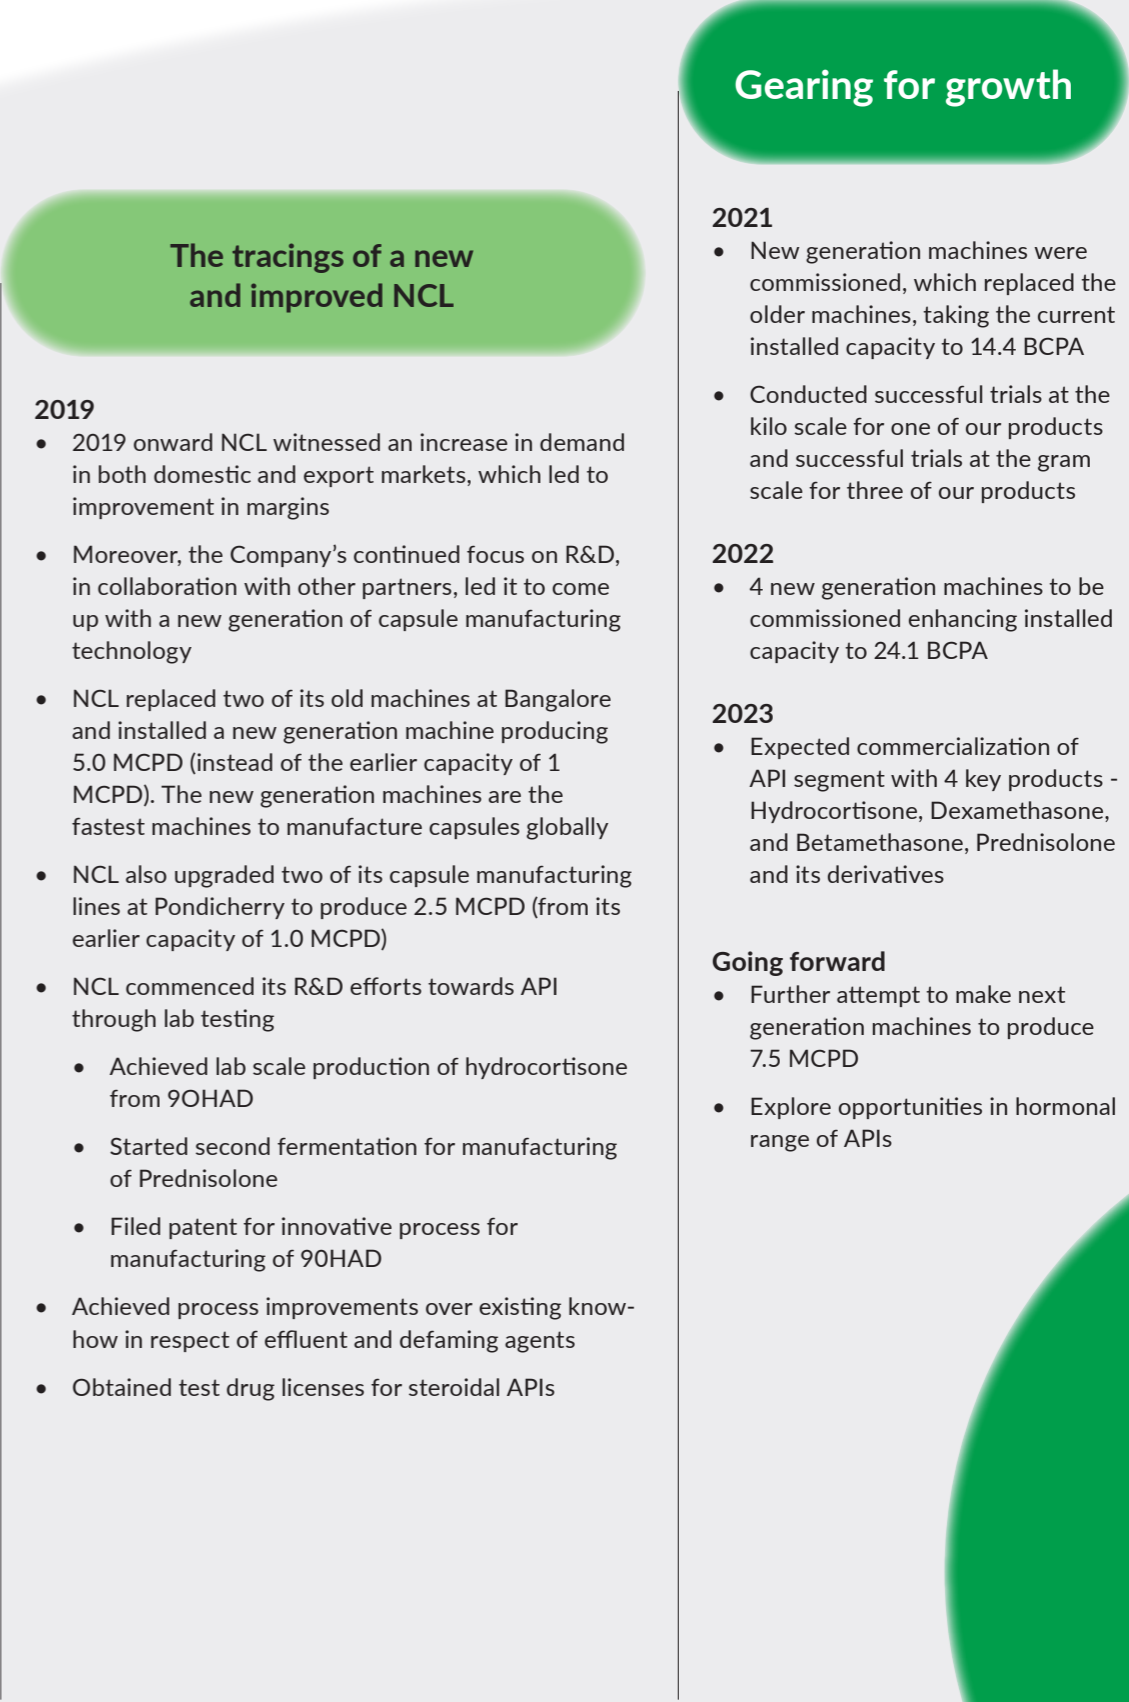 The tracings of a new
and improved NCL
2019
• 2019 onward NCL witnessed an increase in demand
in both domestic and export markets, which led to
improvement in margins
• Moreover, the Company’s continued focus on R&D,
in collaboration with other partners, led it to come
up with a new generation of capsule manufacturing
technology
• NCL replaced two of its old machines at Bangalore
and installed a new generation machine producing
5.0 MCPD (instead of the earlier capacity of 1
MCPD). The new generation machines are the
fastest machines to manufacture capsules globally
• NCL also upgraded two of its capsule manufacturing
lines at Pondicherry to produce 2.5 MCPD (from its
earlier capacity of 1.0 MCPD)
• NCL commenced its R&D efforts towards API
through lab testing
• Achieved lab scale production of hydrocortisone
from 9OHAD
• Started second fermentation for manufacturing
of Prednisolone
• Filed patent for innovative process for
manufacturing of 90HAD
• Achieved process improvements over existing know-
how in respect of effluent and defaming agents
• Obtained test drug licenses for steroidal APIs
Gearing for growth
2021
• New generation machines were
commissioned, which replaced the
older machines, taking the current
installed capacity to 14.4 BCPA
• Conducted successful trials at the
kilo scale for one of our products
and successful trials at the gram
scale for three of our products
2022
• 4 new generation machines to be
commissioned enhancing installed
capacity to 24.1 BCPA
2023
• Expected commercialization of
API segment with 4 key products -
Hydrocortisone, Dexamethasone,
and Betamethasone, Prednisolone
and its derivatives
Going forward
• Further attempt to make next
generation machines to produce
7.5 MCPD
• Explore opportunities in hormonal
range of APIs